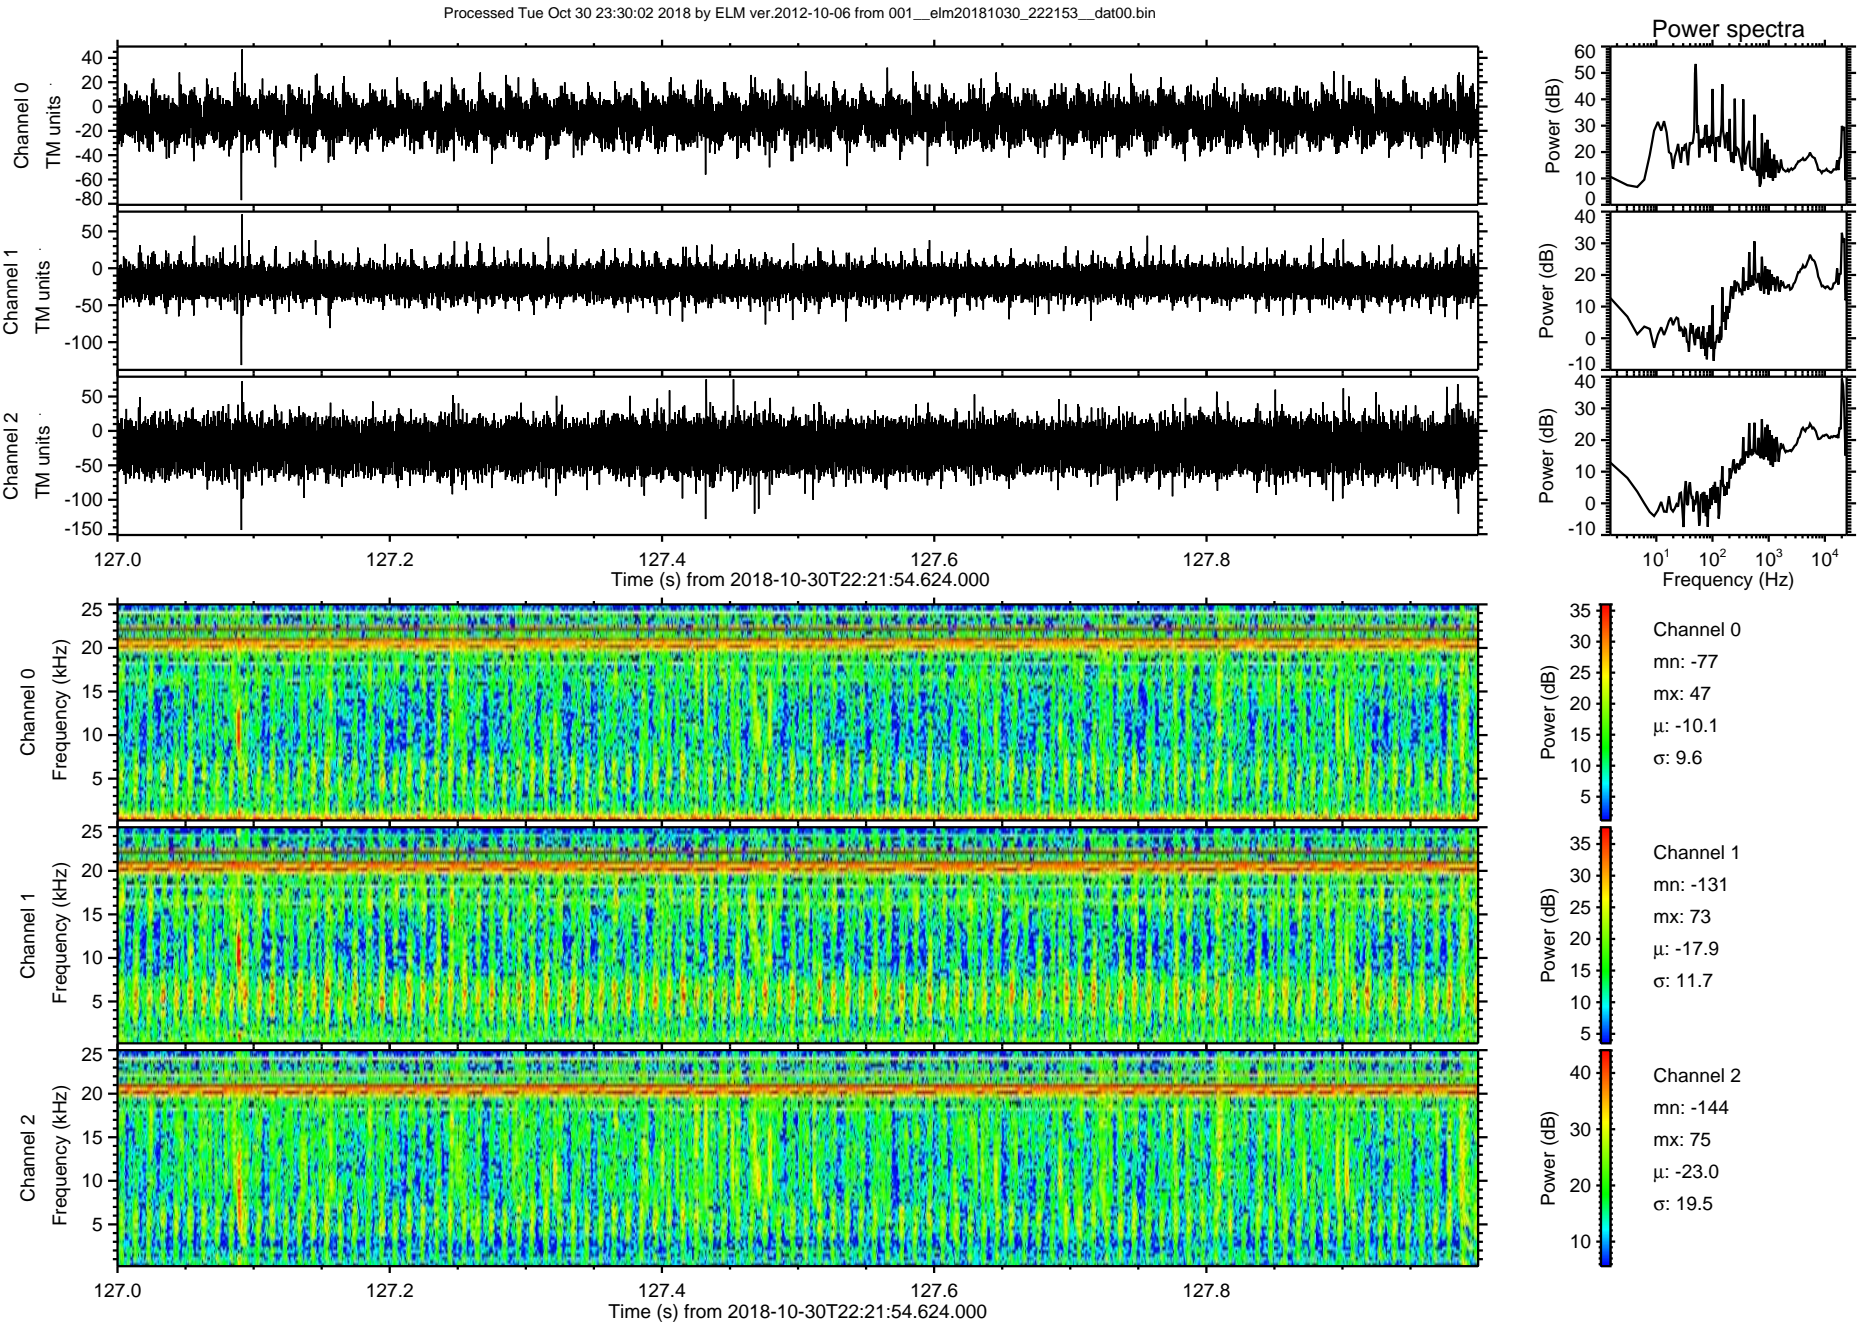 Processed Tue Oct 30 23:30:02 2018 by ELM ver.2012-10-06 from 001__elm20181030_222153__dat00.bin
Power spectra
Channel 0
TM units
40
20
0
-20
-40
-60
-80
Power (dB)
60
50
40
30
20
10
0
Channel 1
TM units
50
0
-50
-100
Power (dB)
40
30
20
10
0
-10
Channel 2
TM units
50
0
-50
-100
-150
Power (dB)
40
30
20
10
0
-10
127.0 127.2 127.4 127.6 127.8
Time (s) from 2018-10-30T22:21:54.624.000
10¹ 10² 10³ 10⁴
Frequency (Hz)
Channel 0
Frequency (kHz)
25
20
15
10
5
Power (dB)
35
30
25
20
15
10
5
Channel 0
mn: -77
mx: 47
μ: -10.1
σ: 9.6
Channel 1
Frequency (kHz)
25
20
15
10
5
Power (dB)
35
30
25
20
15
10
5
Channel 1
mn: -131
mx: 73
μ: -17.9
σ: 11.7
Channel 2
Frequency (kHz)
25
20
15
10
5
Power (dB)
40
30
20
10
Channel 2
mn: -144
mx: 75
μ: -23.0
σ: 19.5
127.0 127.2 127.4 127.6 127.8
Time (s) from 2018-10-30T22:21:54.624.000